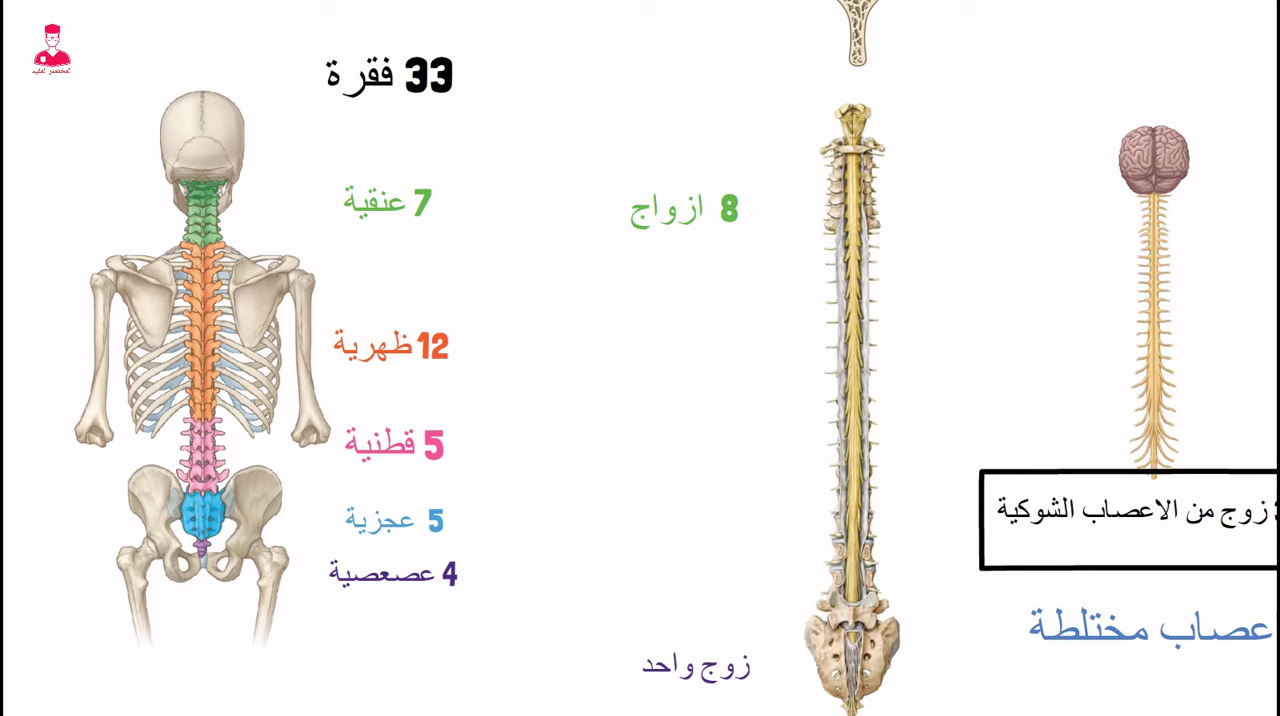 33 فقرة
7 عنقية
12 ظهرية
5 قطنية
5 عجزية
4 عصعصية
8 ازواج
زوج واحد
زوج من الاعصاب الشوكية
عصاب مختلطة